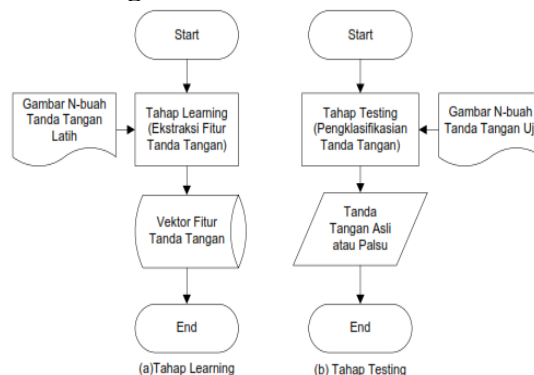 Start
Gambar N-buah
Tanda Tangan
Latih
Tahap Learning
(Ekstraksi Fitur
Tanda Tangan)
Vektor Fitur
Tanda Tangan
End
(a)Tahap Learning
Start
Tahap Testing
(Pengklasifikasian
Tanda Tangan)
Gambar N-buah
Tanda Tangan Uj
Tanda
Tangan Asli
atau Palsu
End
(b) Tahap Testing